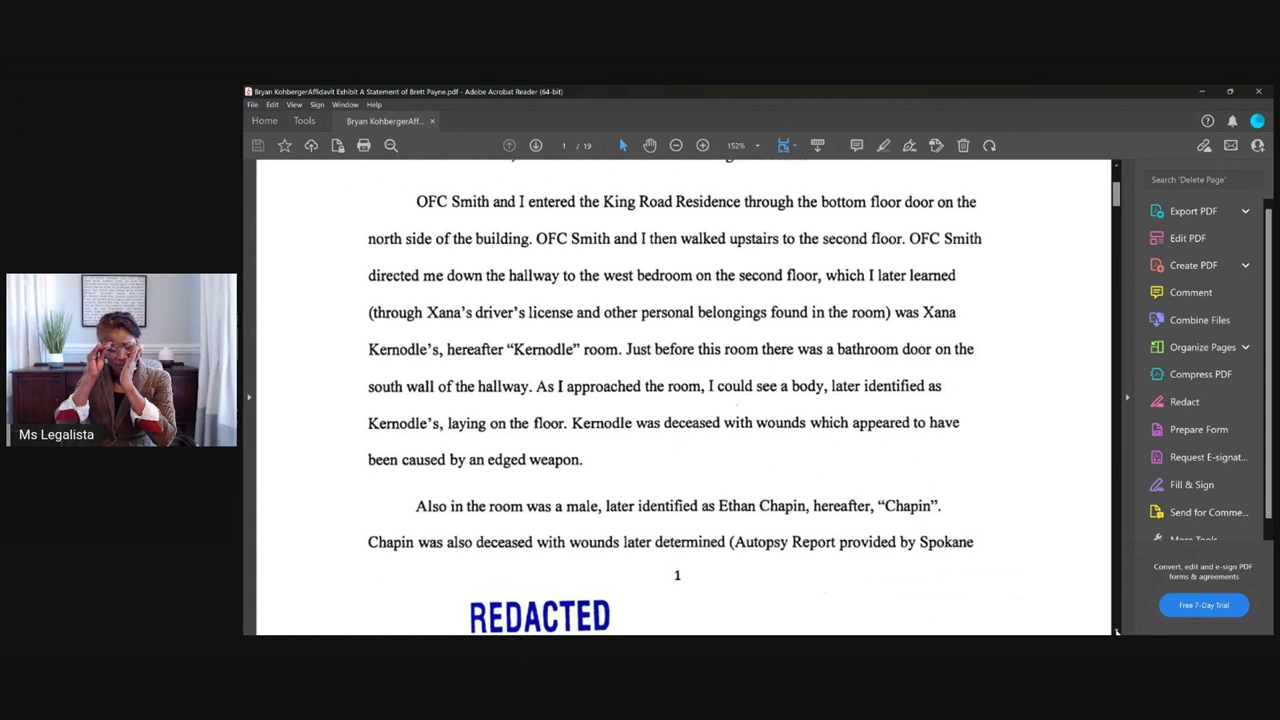 Bryan KohbergerAffidavit Exhibit A Statement of Brett Payne.pdf - Adobe Acrobat Reader (64-bit)
File Edit View Sign Window Help
Home Tools Bryan KohbergerAff... ×
1 / 19 152%
Search 'Delete Page'
OFC Smith and I entered the King Road Residence through the bottom floor door on the
north side of the building. OFC Smith and I then walked upstairs to the second floor. OFC Smith
directed me down the hallway to the west bedroom on the second floor, which I later learned
(through Xana's driver's license and other personal belongings found in the room) was Xana
Kernodle's, hereafter “Kernodle” room. Just before this room there was a bathroom door on the
south wall of the hallway. As I approached the room, I could see a body, later identified as
Kernodle's, laying on the floor. Kernodle was deceased with wounds which appeared to have
been caused by an edged weapon.
Also in the room was a male, later identified as Ethan Chapin, hereafter, “Chapin”.
Chapin was also deceased with wounds later determined (Autopsy Report provided by Spokane
1
REDACTED
Export PDF
Edit PDF
Create PDF
Comment
Combine Files
Organize Pages
Compress PDF
Redact
Prepare Form
Request E-signat...
Fill & Sign
Send for Comme...
More Tools
Convert, edit and e-sign PDF
forms & agreements
Free 7-Day Trial
Ms Legalista